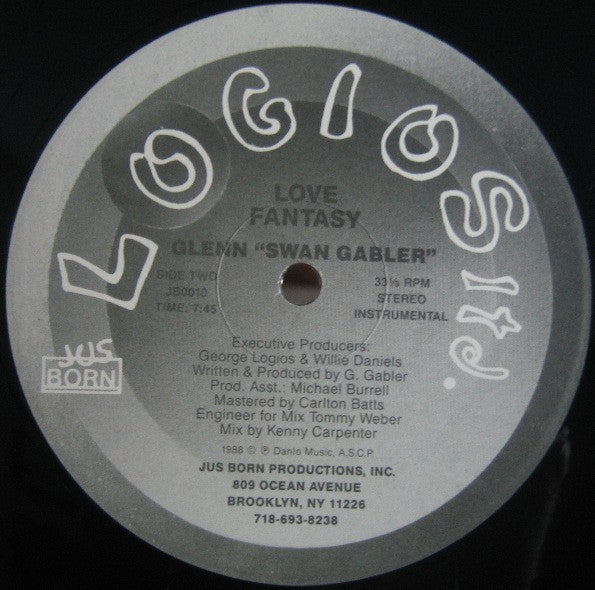 LOGIOSLTD.
LOVE
FANTASY
GLENN "SWAN GABLER"
SIDE TWO
JB0010
TIME: 7:45
33⅓ RPM
STEREO
INSTRUMENTAL
JUS
BORN
Executive Producers:
George Logios & Willie Daniels
Written & Produced by G. Gabler
Prod. Asst.: Michael Burrell
Mastered by Carlton Batts
Engineer for Mix Tommy Weber
Mix by Kenny Carpenter
1988 © ℗ Danlo Music, A.S.C.P.
JUS BORN PRODUCTIONS, INC.
809 OCEAN AVENUE
BROOKLYN, NY 11226
718-693-8238